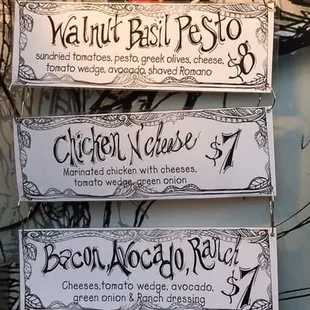 Walnut Basil Pesto
sundried tomatoes, pesto, greek olives, cheese,
tomato wedge, avocado, shaved Romano
$8
Chicken N' cheese
$7
Marinated chicken with cheeses,
tomato wedge, green onion
Bacon, Avocado, Ranch
$7
Cheeses, tomato wedge, avocado,
green onion & Ranch dressing